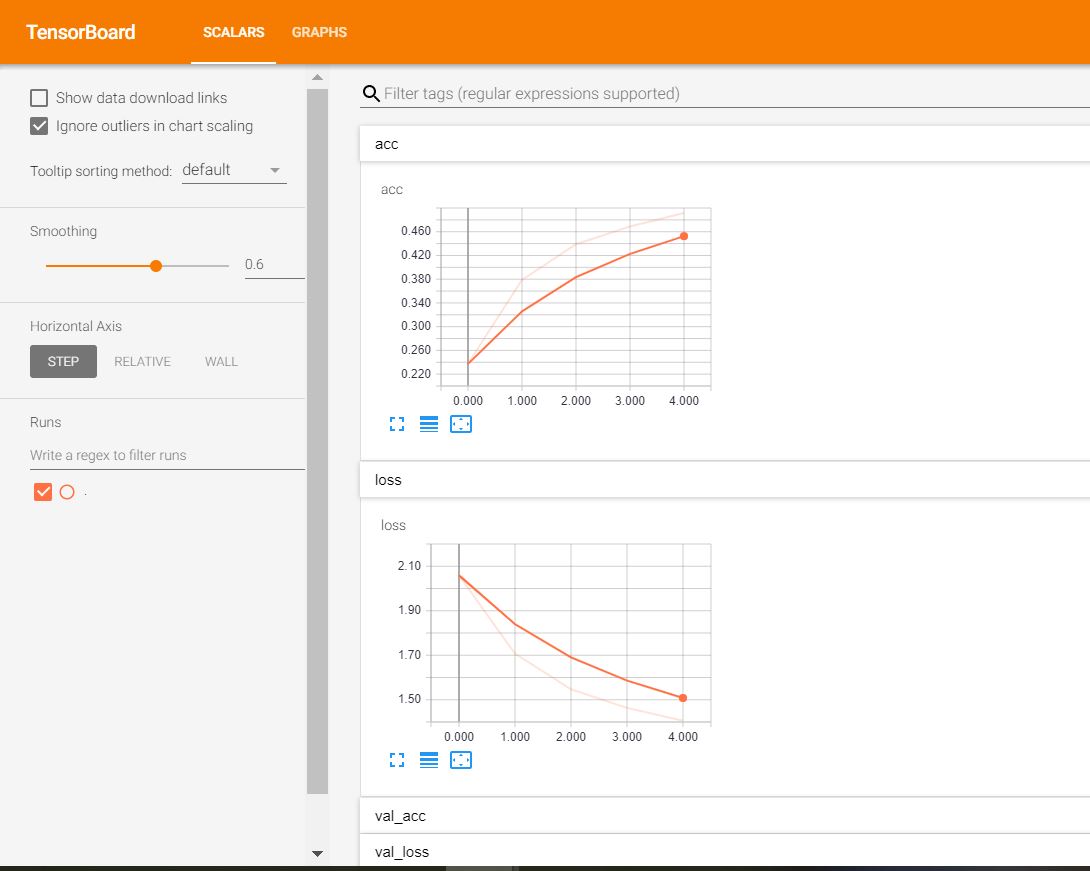 TensorBoard SCALARS GRAPHS
Show data download links
Ignore outliers in chart scaling
Tooltip sorting method: default
Smoothing
0.6
Horizontal Axis
STEP RELATIVE WALL
Runs
Write a regex to filter runs
.
Filter tags (regular expressions supported)
acc
acc
0.460
0.420
0.380
0.340
0.300
0.260
0.220
0.000 1.000 2.000 3.000 4.000
loss
loss
2.10
1.90
1.70
1.50
0.000 1.000 2.000 3.000 4.000
val_acc
val_loss